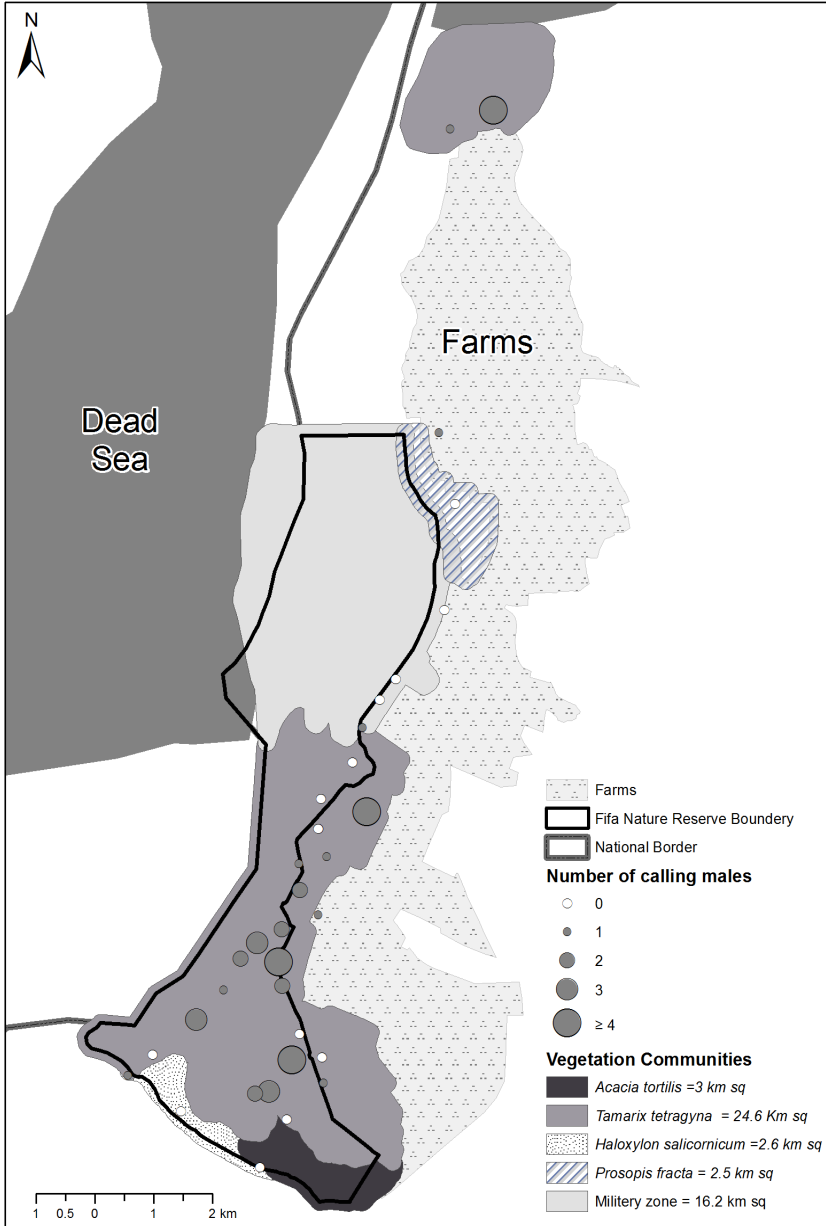 N
Farms
Dead
Sea
Farms
Fifa Nature Reserve Boundery
National Border
Number of calling males
0
1
2
3
≥ 4
Vegetation Communities
Acacia tortilis =3 km sq
Tamarix tetragyna = 24.6 Km sq
Haloxylon salicornicum =2.6 km sq
Prosopis fracta = 2.5 km sq
Militery zone = 16.2 km sq
1 0.5 0 1 2 km